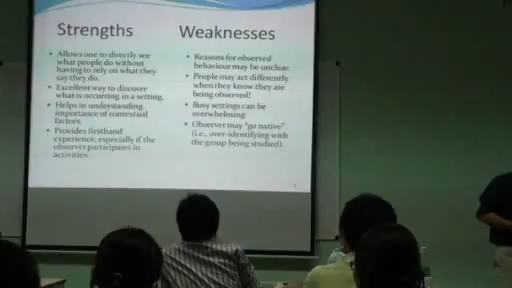 Strengths
Allows one to directly see
what people do without
having to rely on what they
say they do.
Excellent way to discover
what is occurring in a setting.
Helps in understanding
importance of contextual
factors.
Provides firsthand
experience, especially if the
observer participates in
activities.
Weaknesses
Reasons for observed
behaviour may be unclear.
People may act differently
when they know they are
being observed!
Busy settings can be
overwhelming
Observer may "go native"
(i.e., over-identifying with
the group being studied).